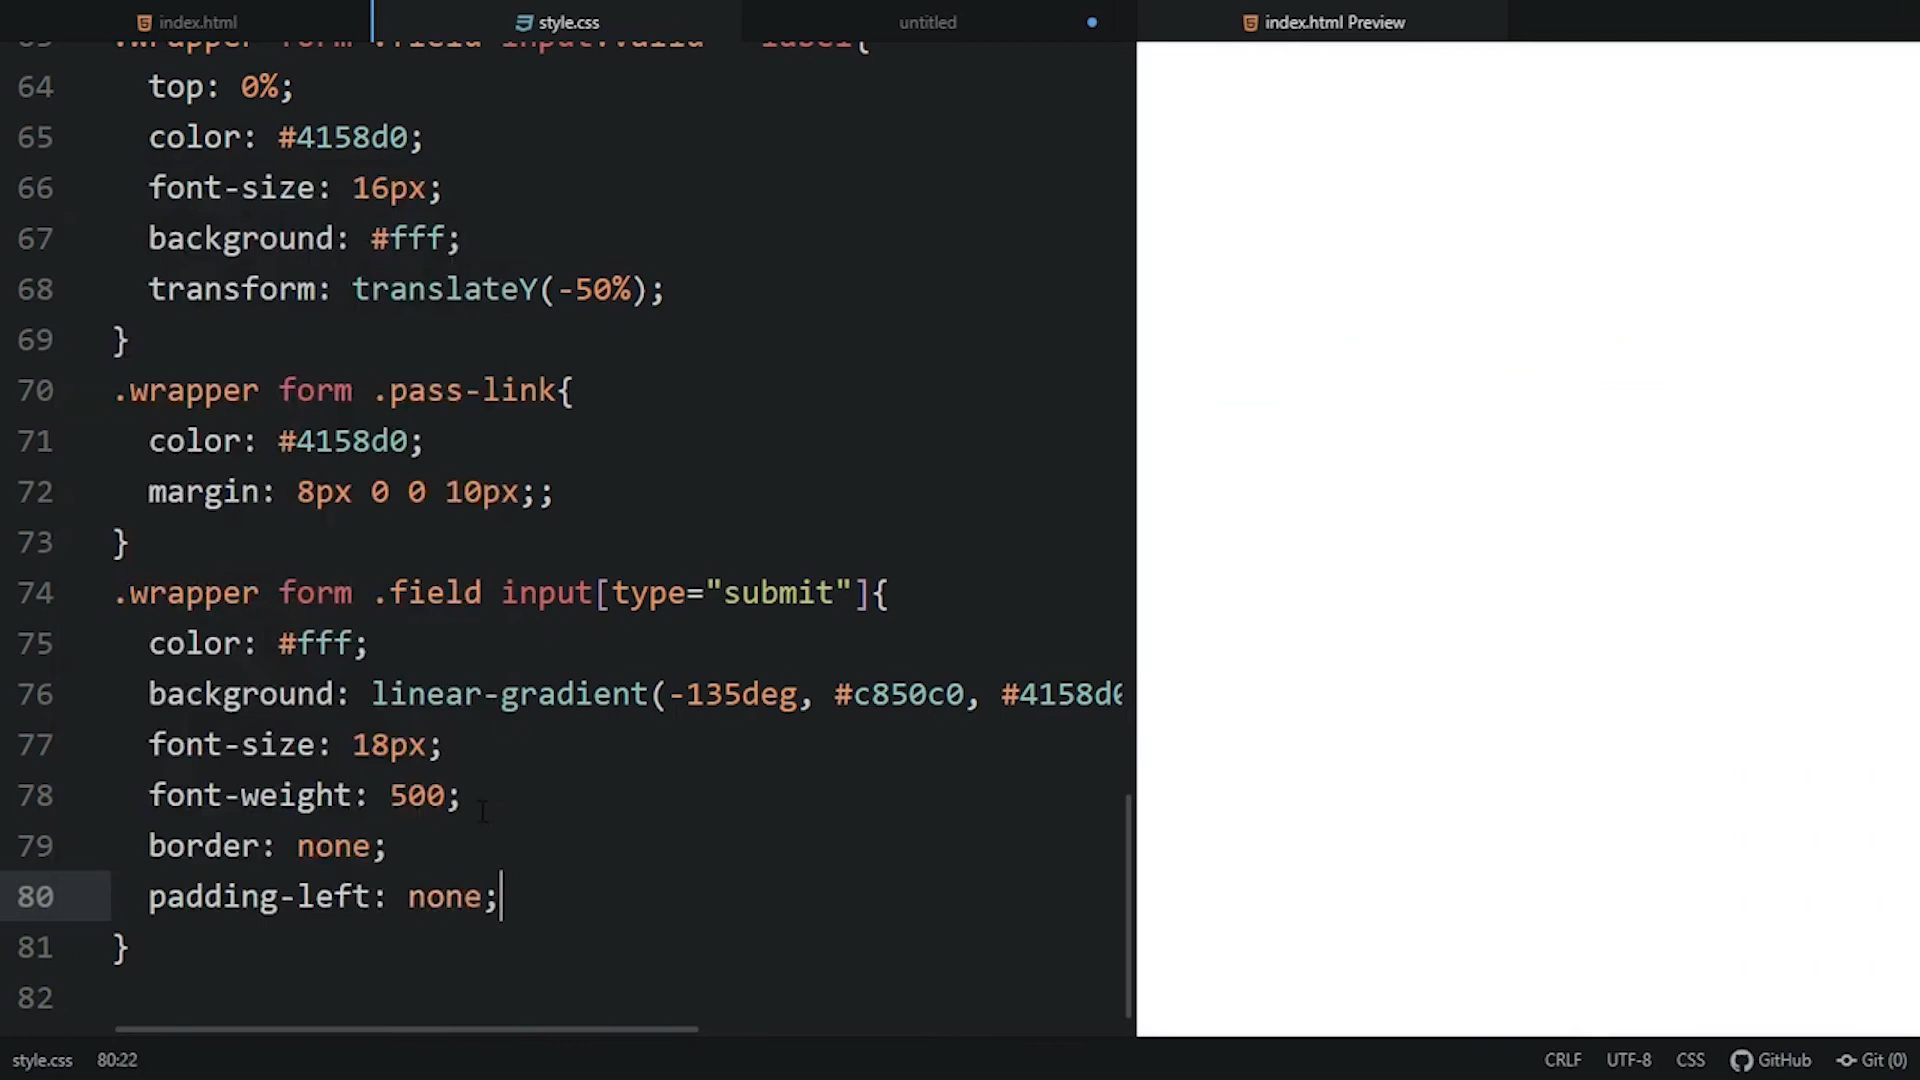 index.html
style.css
untitled
index.html Preview
64 top: 0%;
65 color: #4158d0;
66 font-size: 16px;
67 background: #fff;
68 transform: translateY(-50%);
69 }
70 .wrapper form .pass-link{
71 color: #4158d0;
72 margin: 8px 0 0 10px;;
73 }
74 .wrapper form .field input[type="submit"]{
75 color: #fff;
76 background: linear-gradient(-135deg, #c850c0, #4158d
77 font-size: 18px;
78 font-weight: 500;
79 border: none;
80 padding-left: none;
81 }
82
style.css 80:22
CRLF UTF-8 CSS GitHub Git (0)